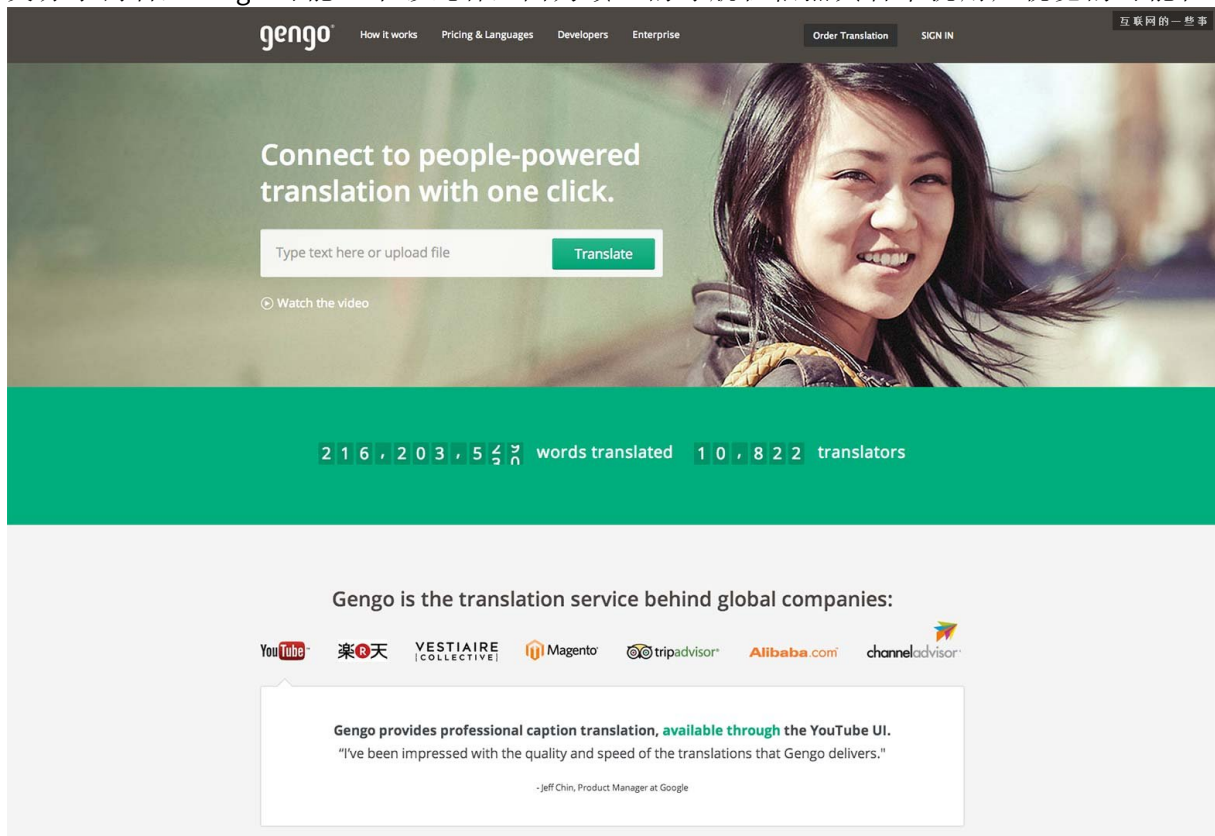 互联网的一些事
gengo
How it works
Pricing & Languages
Developers
Enterprise
Order Translation
SIGN IN
Connect to people-powered
translation with one click.
Type text here or upload file
Translate
Watch the video
216,203,5 words translated 10,822 translators
Gengo is the translation service behind global companies:
YouTube
楽R天
VESTIAIRE
|COLLECTIVE|
Magento
tripadvisor
Alibaba.com
channeladvisor
Gengo provides professional caption translation, available through the YouTube UI.
"I've been impressed with the quality and speed of the translations that Gengo delivers."
- Jeff Chin, Product Manager at Google